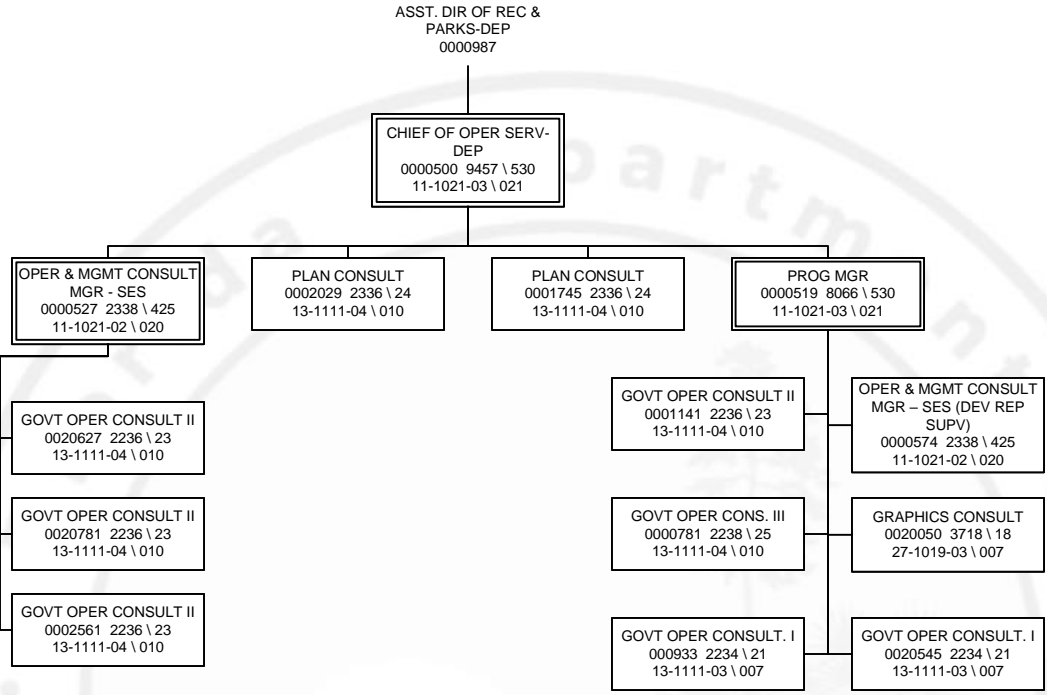 ASST. DIR OF REC &
PARKS-DEP
0000987
CHIEF OF OPER SERV-
DEP
0000500 9457 \ 530
11-1021-03 \ 021
OPER & MGMT CONSULT
MGR - SES
0000527 2338 \ 425
11-1021-02 \ 020
PLAN CONSULT
0002029 2336 \ 24
13-1111-04 \ 010
PLAN CONSULT
0001745 2336 \ 24
13-1111-04 \ 010
PROG MGR
0000519 8066 \ 530
11-1021-03 \ 021
GOVT OPER CONSULT II
0020627 2236 \ 23
13-1111-04 \ 010
GOVT OPER CONSULT II
0020781 2236 \ 23
13-1111-04 \ 010
GOVT OPER CONSULT II
0002561 2236 \ 23
13-1111-04 \ 010
GOVT OPER CONSULT II
0001141 2236 \ 23
13-1111-04 \ 010
OPER & MGMT CONSULT
MGR – SES (DEV REP
SUPV)
0000574 2338 \ 425
11-1021-02 \ 020
GOVT OPER CONS. III
0000781 2238 \ 25
13-1111-04 \ 010
GRAPHICS CONSULT
0020050 3718 \ 18
27-1019-03 \ 007
GOVT OPER CONSULT. I
000933 2234 \ 21
13-1111-03 \ 007
GOVT OPER CONSULT. I
0020545 2234 \ 21
13-1111-03 \ 007